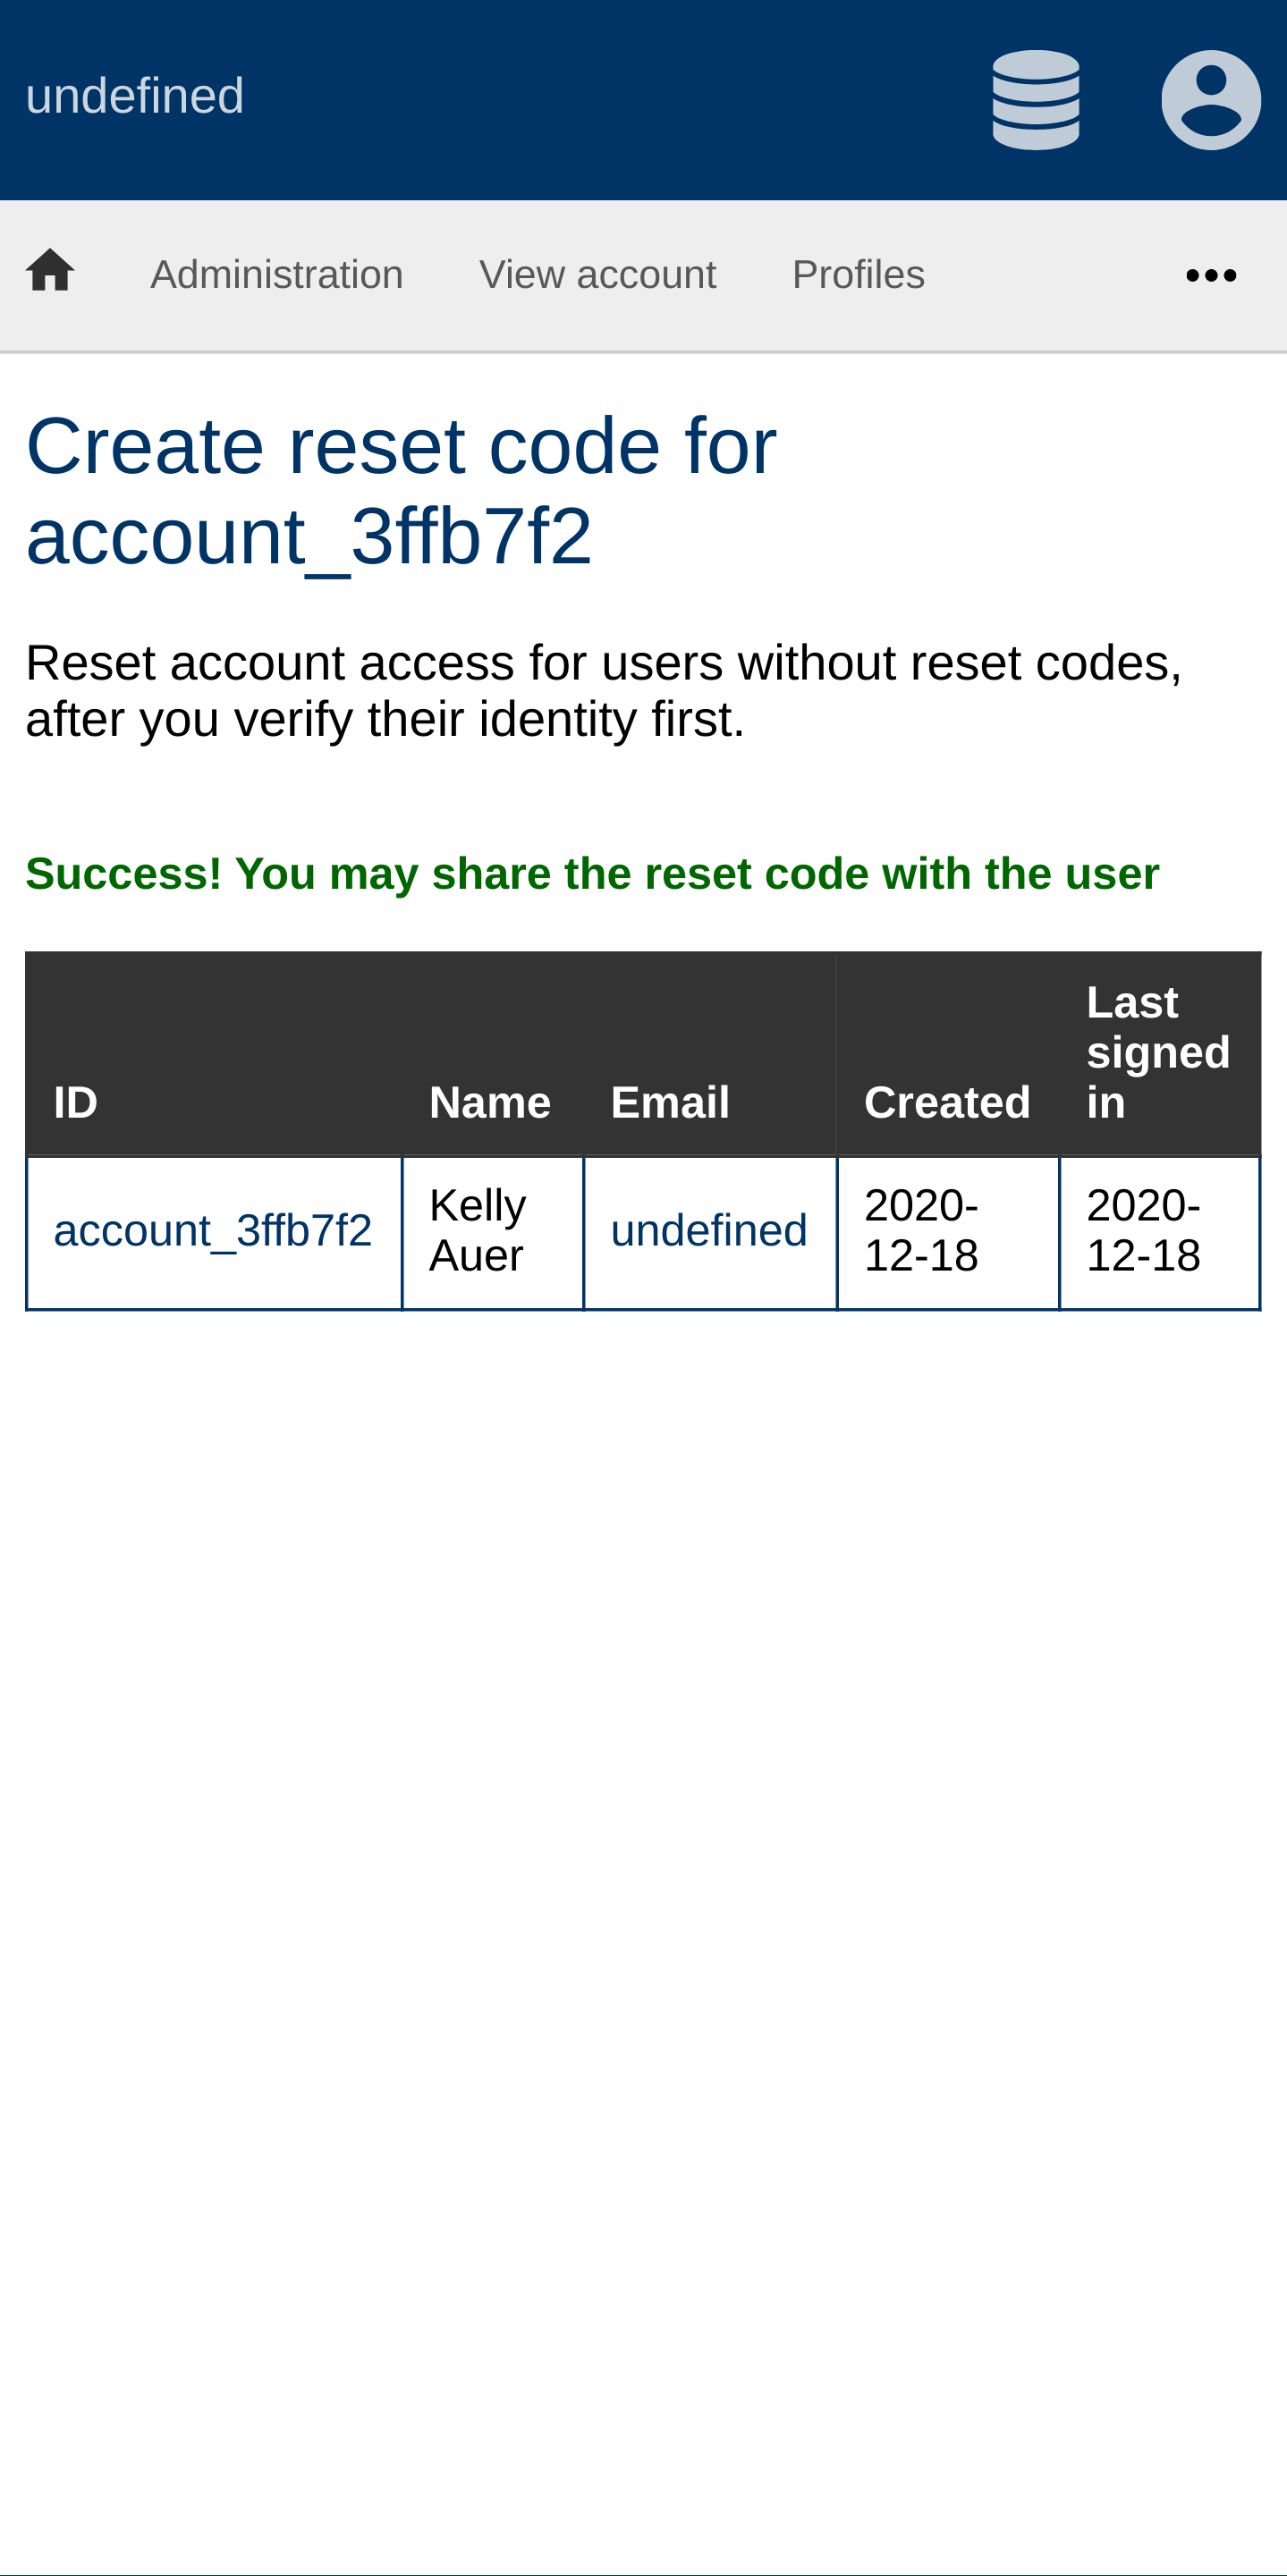 undefined
Administration View account Profiles
Create reset code for
account_3ffb7f2
Reset account access for users without reset codes,
after you verify their identity first.
Success! You may share the reset code with the user
ID Name Email Created Last signed in
account_3ffb7f2 Kelly Auer undefined 2020-12-18 2020-12-18